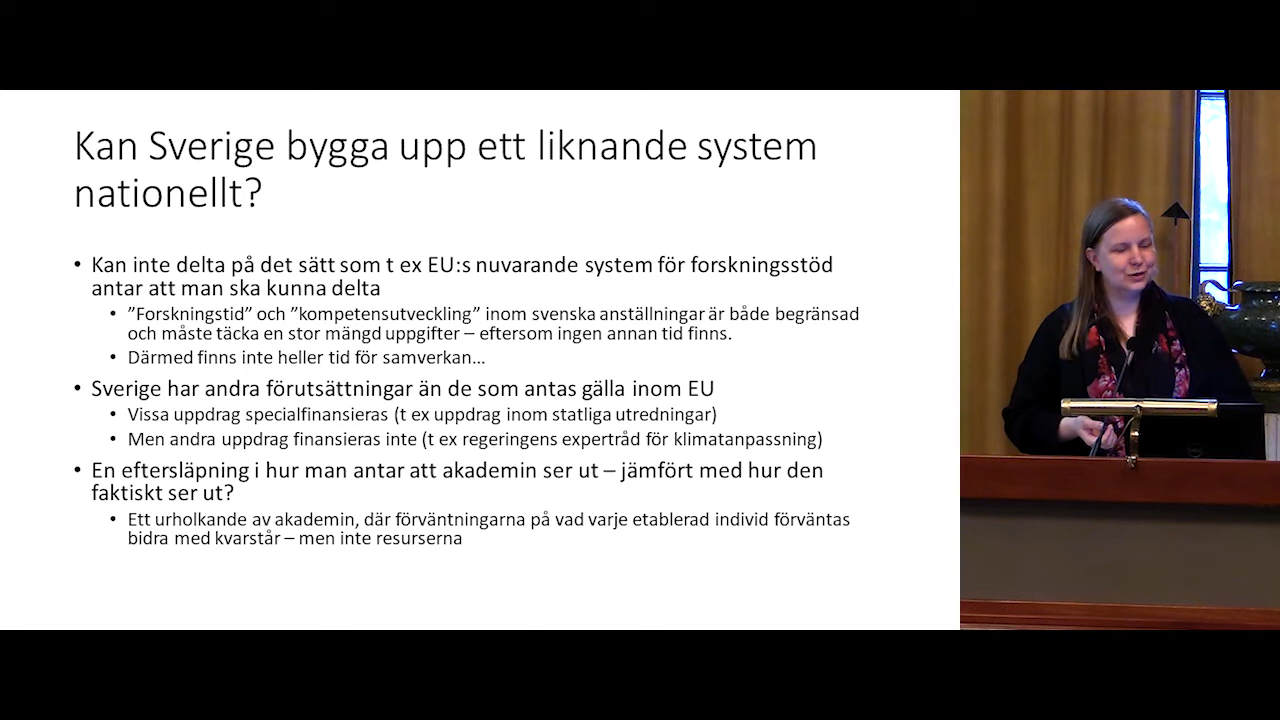 Kan Sverige bygga upp ett liknande system
nationellt?
• Kan inte delta på det sätt som t ex EU:s nuvarande system för forskningsstöd
antar att man ska kunna delta
• ”Forskningstid” och ”kompetensutveckling” inom svenska anställningar är både begränsad
och måste täcka en stor mängd uppgifter – eftersom ingen annan tid finns.
• Därmed finns inte heller tid för samverkan…
• Sverige har andra förutsättningar än de som antas gälla inom EU
• Vissa uppdrag specialfinansieras (t ex uppdrag inom statliga utredningar)
• Men andra uppdrag finansieras inte (t ex regeringens expertråd för klimatanpassning)
• En eftersläpning i hur man antar att akademin ser ut – jämfört med hur den
faktiskt ser ut?
• Ett urholkande av akademin, där förväntningarna på vad varje etablerad individ förväntas
bidra med kvarstår – men inte resurserna